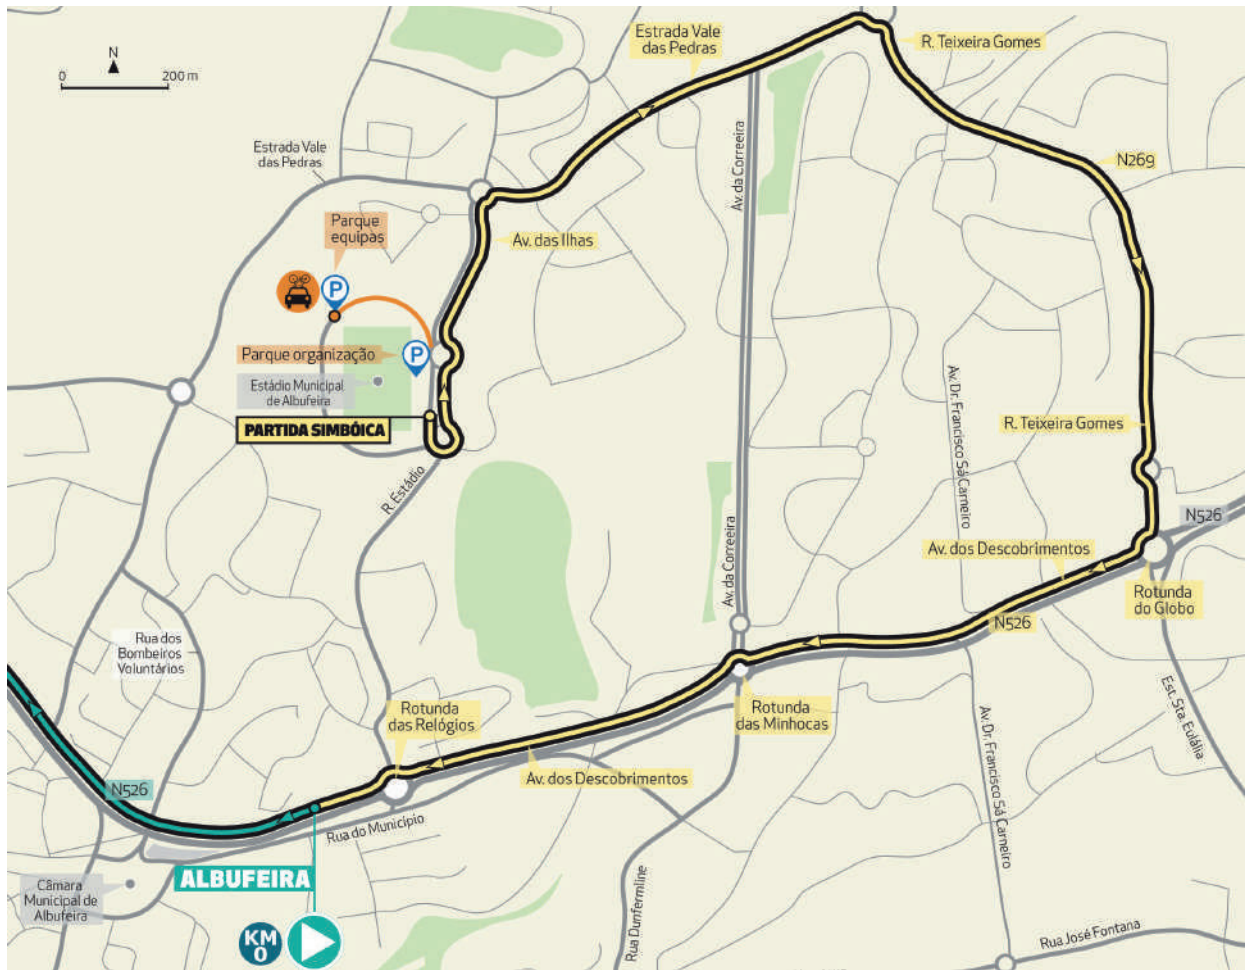 N
0
200 m
Estrada Vale
das Pedras
R. Teixeira Gomes
Estrada Vale
das Pedras
N269
Av. da Correeira
Parque
equipas
Av. das Ilhas
P
Parque organização
P
Estádio Municipal
de Albufeira
PARTIDA SIMBÓICA
Av. Dr. Francisco Sá Carneiro
R. Teixeira Gomes
R. Estádio
N526
Av. da Correeira
Av. dos Descobrimentos
Rotunda
do Globo
N526
Rua dos
Bombeiros
Voluntários
Rotunda
das Relógios
Rotunda
das Minhocas
Est. Sta. Eulália
Av. Dr. Francisco Sá Carneiro
Av. dos Descobrimentos
N526
Rua do Município
ALBUFEIRA
Câmara
Municipal de
Albufeira
Rua Dunfermline
KM
0
Rua José Fontana